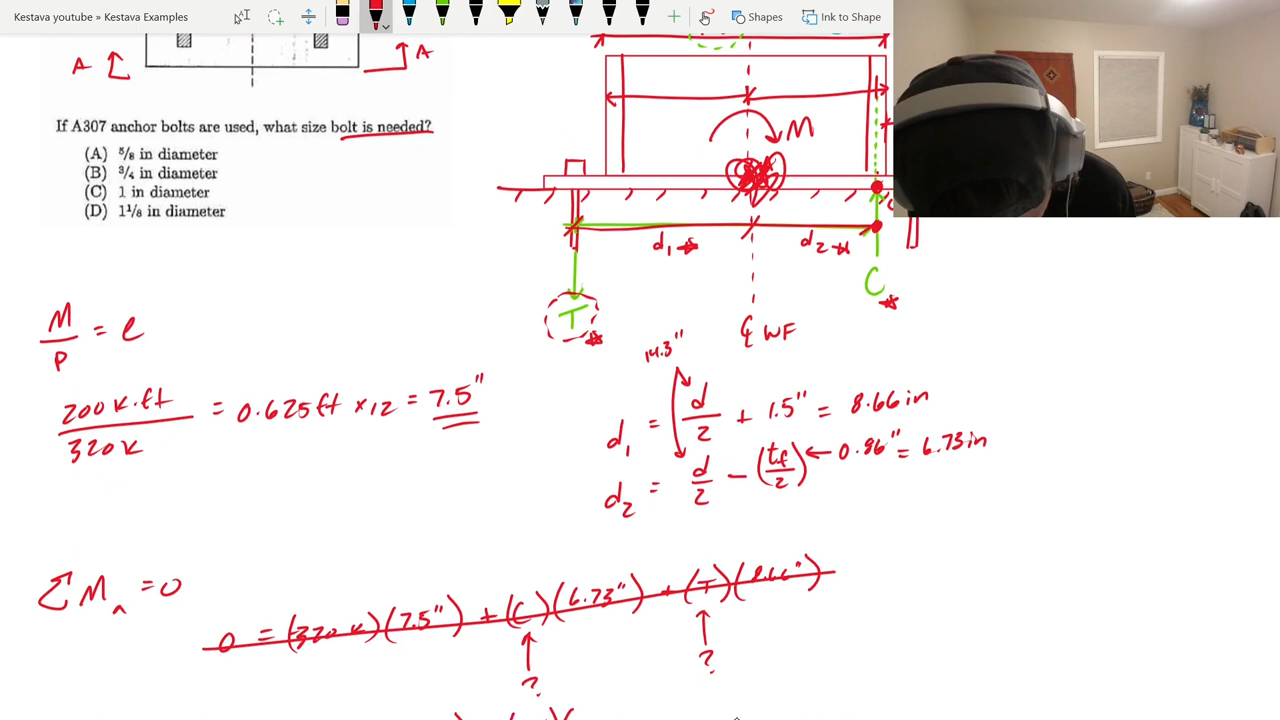 Kestava youtube » Kestava Examples
Shapes
Ink to Shape
A
A
If A307 anchor bolts are used, what size bolt is needed?
(A) 5/8 in diameter
(B) 3/4 in diameter
(C) 1 in diameter
(D) 1 1/8 in diameter
M
d1
d2
T
C
℄ WF
M/P = e
200 k.ft / 320 k = 0.625 ft × 12 = 7.5"
14.3"
d1 = d/2 + 1.5" = 8.66 in
d2 = d/2 - (tf/2) ← 0.86" = 6.73 in
ΣM = 0
0 = (320 k)(7.5") + (C)(6.73") + (T)(8.66")
?
?